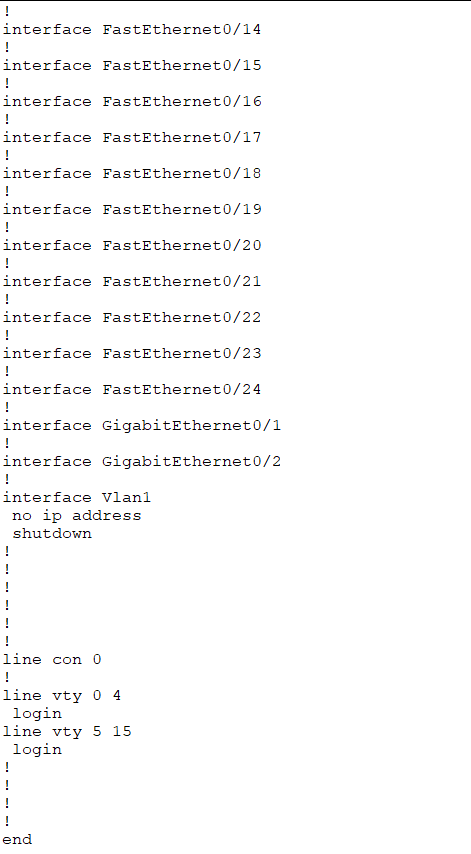 !
interface FastEthernet0/14
!
interface FastEthernet0/15
!
interface FastEthernet0/16
!
interface FastEthernet0/17
!
interface FastEthernet0/18
!
interface FastEthernet0/19
!
interface FastEthernet0/20
!
interface FastEthernet0/21
!
interface FastEthernet0/22
!
interface FastEthernet0/23
!
interface FastEthernet0/24
!
interface GigabitEthernet0/1
!
interface GigabitEthernet0/2
!
interface Vlan1
 no ip address
 shutdown
!
!
!
!
!
!
line con 0
!
line vty 0 4
 login
line vty 5 15
 login
!
!
!
!
end